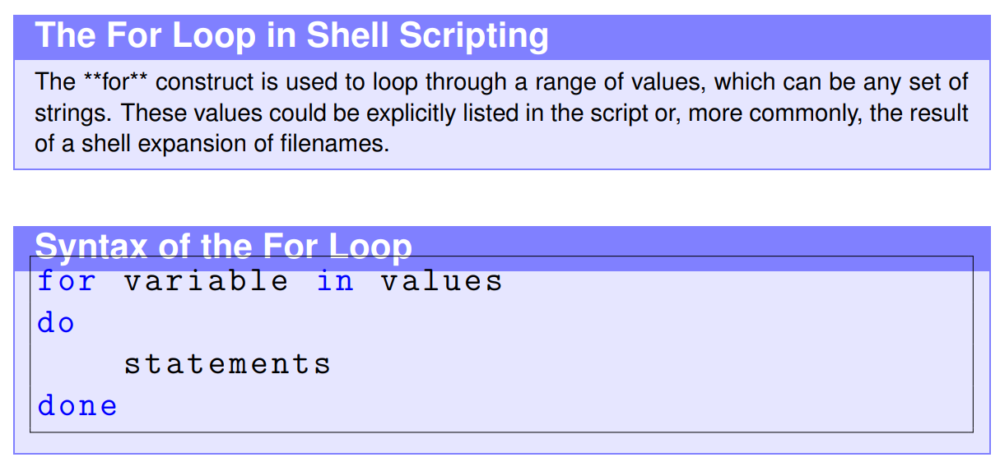 The For Loop in Shell Scripting
The **for** construct is used to loop through a range of values, which can be any set of
strings. These values could be explicitly listed in the script or, more commonly, the result
of a shell expansion of filenames.
Syntax of the For Loop
for variable in values
do
    statements
done